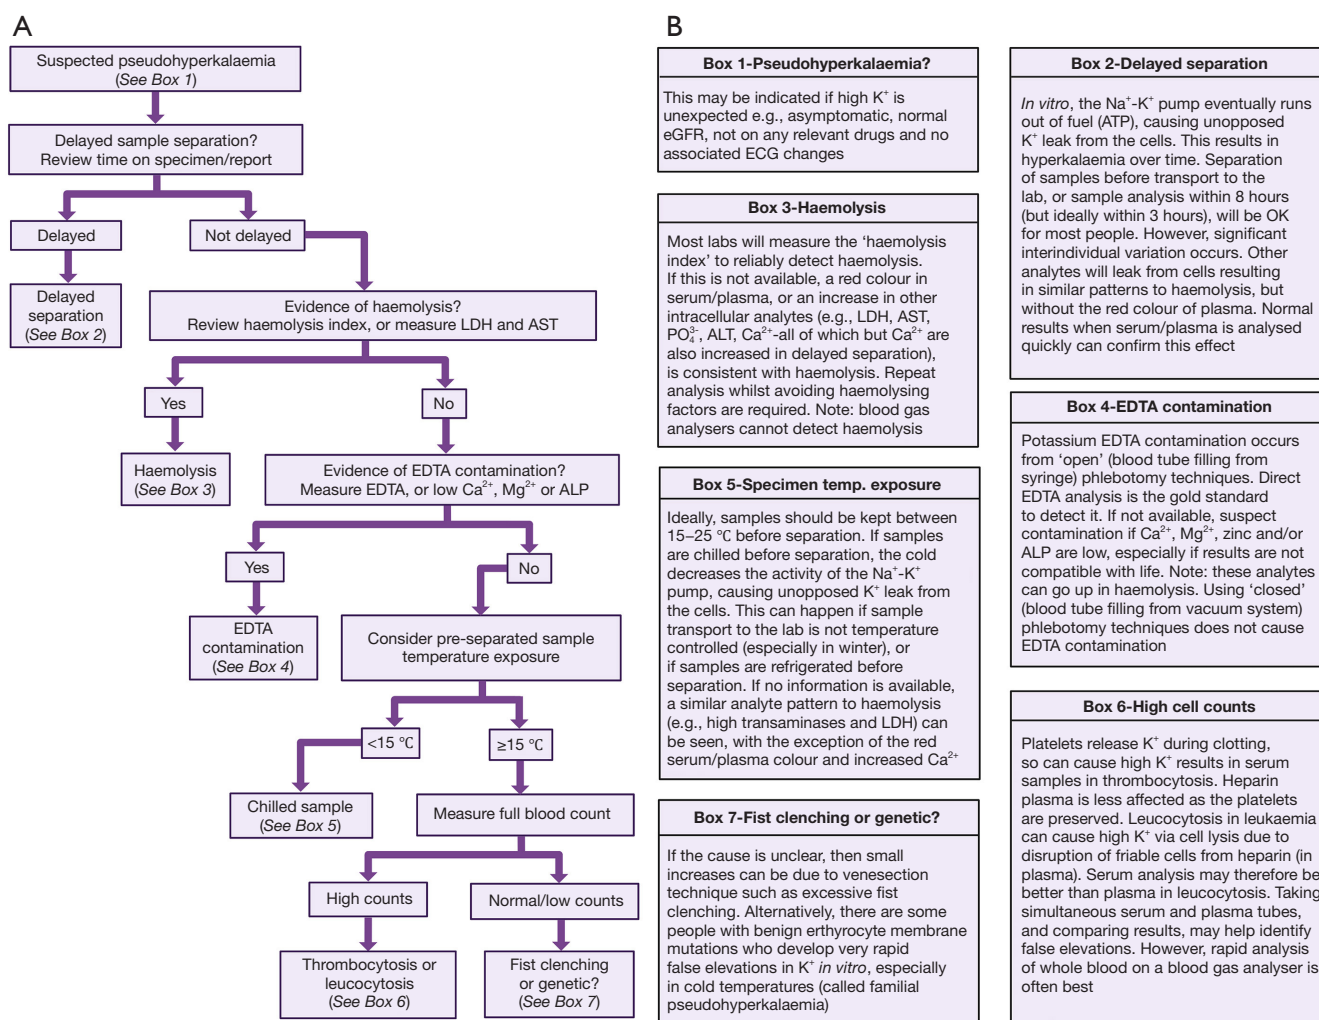 A
Suspected pseudohyperkalaemia
(See Box 1)
Delayed sample separation?
Review time on specimen/report
Delayed
Not delayed
Delayed
separation
(See Box 2)
Evidence of haemolysis?
Review haemolysis index, or measure LDH and AST
Yes
No
Haemolysis
(See Box 3)
Evidence of EDTA contamination?
Measure EDTA, or low Ca²⁺, Mg²⁺ or ALP
Yes
No
EDTA
contamination
(See Box 4)
Consider pre-separated sample
temperature exposure
<15 °C
≥15 °C
Chilled sample
(See Box 5)
Measure full blood count
High counts
Normal/low counts
Thrombocytosis or
leucocytosis
(See Box 6)
Fist clenching
or genetic?
(See Box 7)
B
Box 1-Pseudohyperkalaemia?
This may be indicated if high K⁺ is
unexpected e.g., asymptomatic, normal
eGFR, not on any relevant drugs and no
associated ECG changes
Box 2-Delayed separation
In vitro, the Na⁺-K⁺ pump eventually runs
out of fuel (ATP), causing unopposed
K⁺ leak from the cells. This results in
hyperkalaemia over time. Separation
of samples before transport to the
lab, or sample analysis within 8 hours
(but ideally within 3 hours), will be OK
for most people. However, significant
interindividual variation occurs. Other
analytes will leak from cells resulting
in similar patterns to haemolysis, but
without the red colour of plasma. Normal
results when serum/plasma is analysed
quickly can confirm this effect
Box 3-Haemolysis
Most labs will measure the 'haemolysis
index' to reliably detect haemolysis.
If this is not available, a red colour in
serum/plasma, or an increase in other
intracellular analytes (e.g., LDH, AST,
PO₄³⁻, ALT, Ca²⁺-all of which but Ca²⁺ are
also increased in delayed separation),
is consistent with haemolysis. Repeat
analysis whilst avoiding haemolysing
factors are required. Note: blood gas
analysers cannot detect haemolysis
Box 4-EDTA contamination
Potassium EDTA contamination occurs
from 'open' (blood tube filling from
syringe) phlebotomy techniques. Direct
EDTA analysis is the gold standard
to detect it. If not available, suspect
contamination if Ca²⁺, Mg²⁺, zinc and/or
ALP are low, especially if results are not
compatible with life. Note: these analytes
can go up in haemolysis. Using 'closed'
(blood tube filling from vacuum system)
phlebotomy techniques does not cause
EDTA contamination
Box 5-Specimen temp. exposure
Ideally, samples should be kept between
15–25 °C before separation. If samples
are chilled before separation, the cold
decreases the activity of the Na⁺-K⁺
pump, causing unopposed K⁺ leak from
the cells. This can happen if sample
transport to the lab is not temperature
controlled (especially in winter), or
if samples are refrigerated before
separation. If no information is available,
a similar analyte pattern to haemolysis
(e.g., high transaminases and LDH) can
be seen, with the exception of the red
serum/plasma colour and increased Ca²⁺
Box 6-High cell counts
Platelets release K⁺ during clotting,
so can cause high K⁺ results in serum
samples in thrombocytosis. Heparin
plasma is less affected as the platelets
are preserved. Leucocytosis in leukaemia
can cause high K⁺ via cell lysis due to
disruption of friable cells from heparin (in
plasma). Serum analysis may therefore be
better than plasma in leucocytosis. Taking
simultaneous serum and plasma tubes,
and comparing results, may help identify
false elevations. However, rapid analysis
of whole blood on a blood gas analyser is
often best
Box 7-Fist clenching or genetic?
If the cause is unclear, then small
increases can be due to venesection
technique such as excessive fist
clenching. Alternatively, there are some
people with benign erthyrocyte membrane
mutations who develop very rapid
false elevations in K⁺ in vitro, especially
in cold temperatures (called familial
pseudohyperkalaemia)